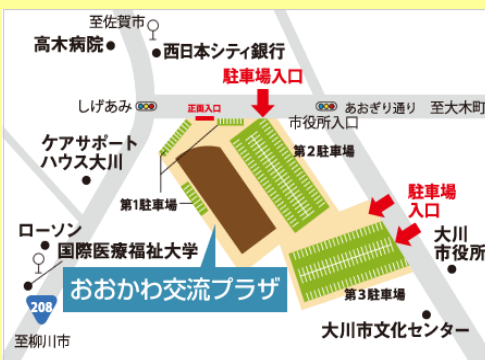 至佐賀市
高木病院
西日本シティ銀行
駐車場入口
しげあみ
正面入口
あおぎり通り
至大木町
市役所入口
ケアサポート
ハウス大川
第2駐車場
第1駐車場
駐車場
入口
ローソン
国際医療福祉大学
大川
市役所
おおかわ交流プラザ
第3駐車場
208
大川市文化センター
至柳川市